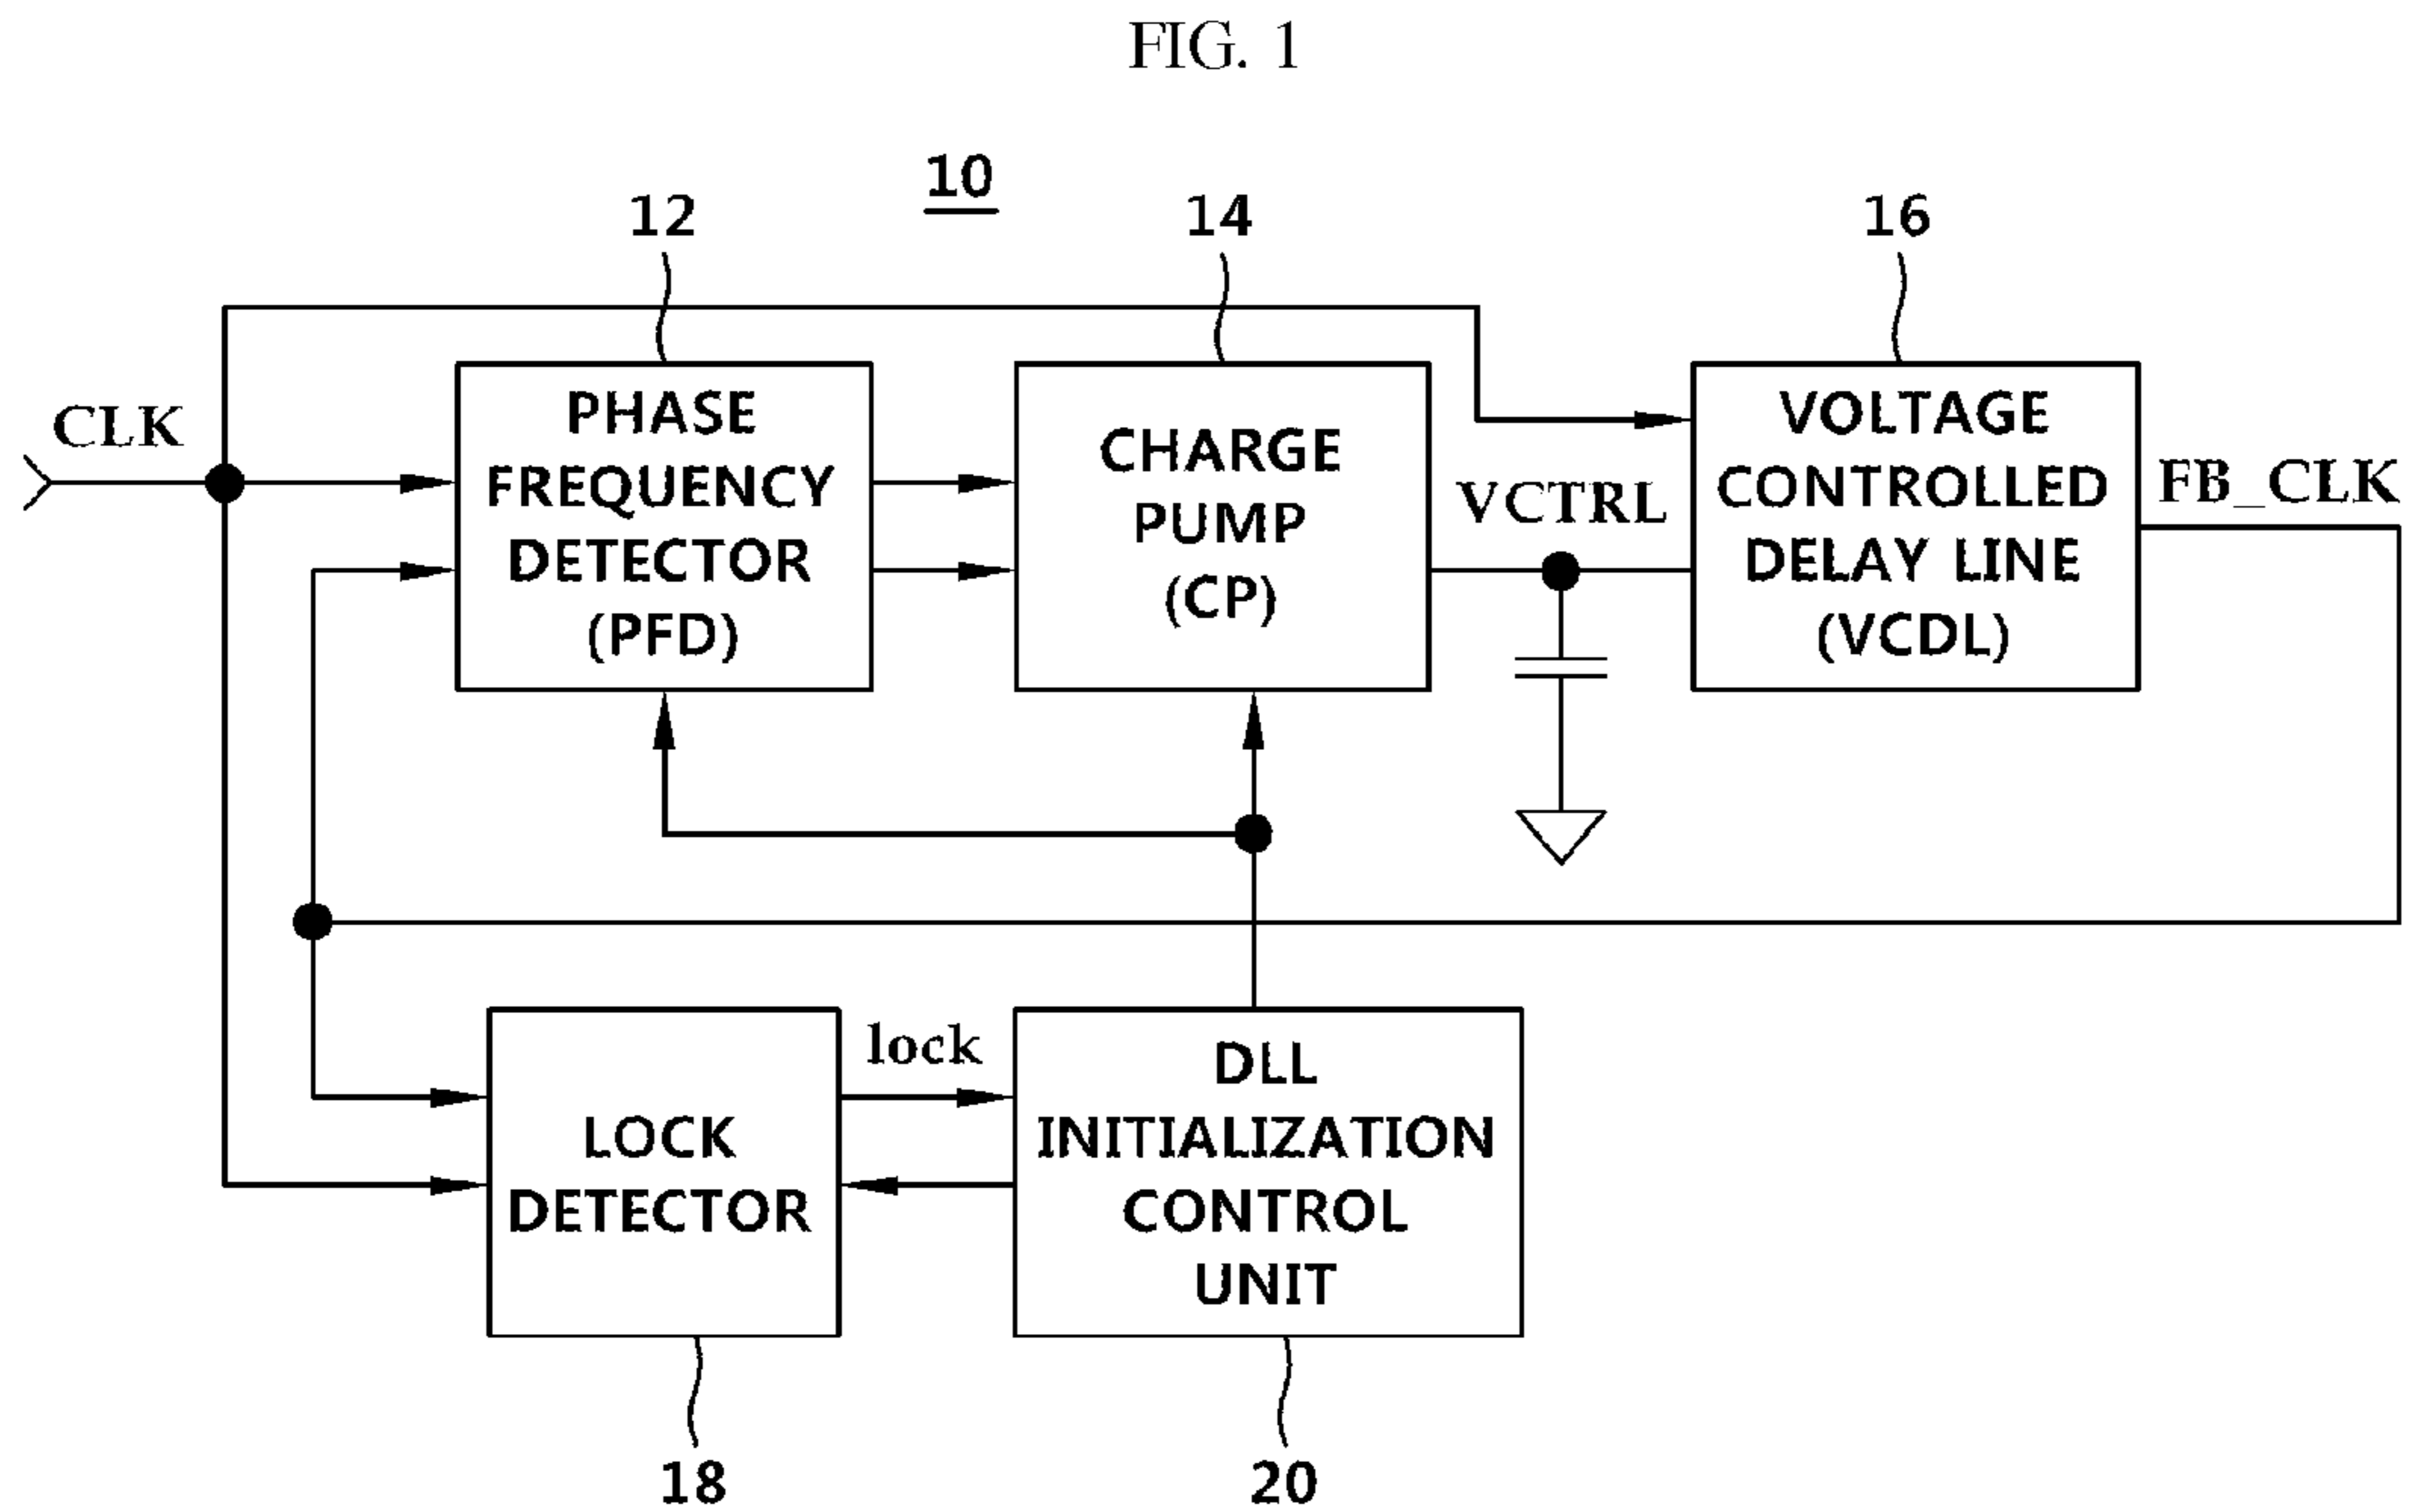 FIG. 1
10
12
14
16
CLK
PHASE
FREQUENCY
DETECTOR
(PFD)
CHARGE
PUMP
(CP)
VCTRL
VOLTAGE
CONTROLLED
DELAY LINE
(VCDL)
FB_CLK
LOCK
DETECTOR
lock
DLL
INITIALIZATION
CONTROL
UNIT
18
20